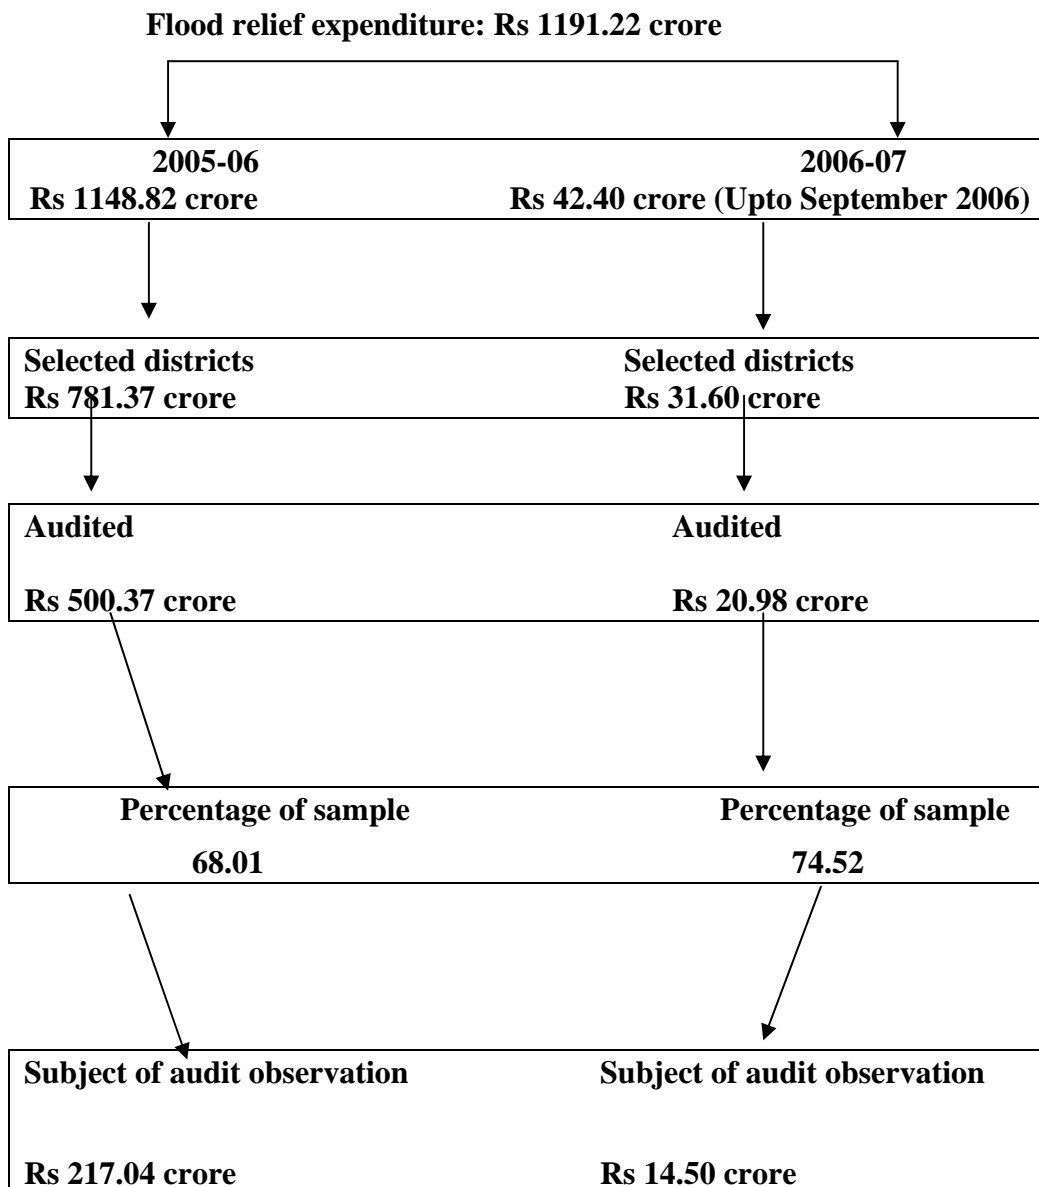 Flood relief expenditure: Rs 1191.22 crore
2005-06 2006-07
Rs 1148.82 crore Rs 42.40 crore (Upto September 2006)
Selected districts Selected districts
Rs 781.37 crore Rs 31.60 crore
Audited Audited
Rs 500.37 crore Rs 20.98 crore
Percentage of sample Percentage of sample
68.01 74.52
Subject of audit observation Subject of audit observation
Rs 217.04 crore Rs 14.50 crore